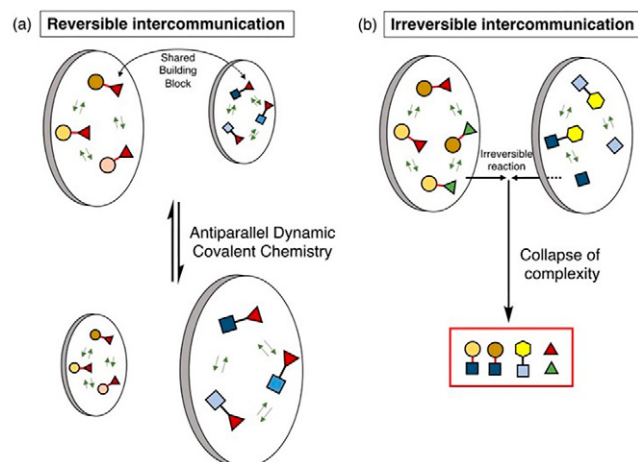 (a) Reversible intercommunication
Shared
Building
Block
Antiparallel Dynamic
Covalent Chemistry
(b) Irreversible intercommunication
Irreversible
reaction
Collapse of
complexity